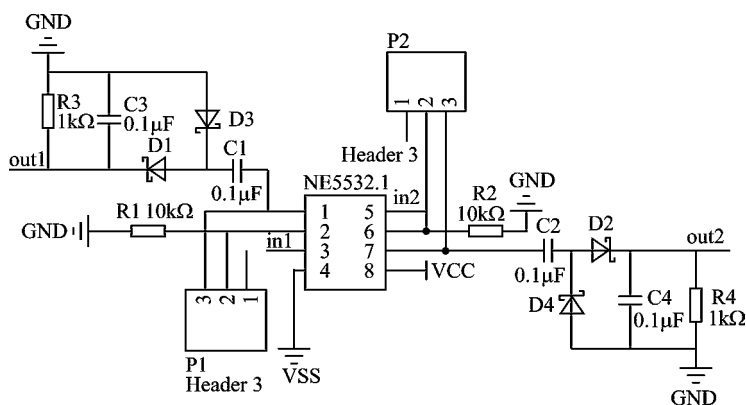 GND
P2
R3
1kΩ
C3
0.1μF
D3
D1
C1
0.1μF
out1
1
2
3
Header 3
NE5532.1
in2
R2
10kΩ
GND
C2
0.1μF
D2
out2
GND
R1 10kΩ
in1
1
2
3
4
5
6
7
8
VCC
D4
C4
0.1μF
R4
1kΩ
3
2
1
P1
Header 3
VSS
GND